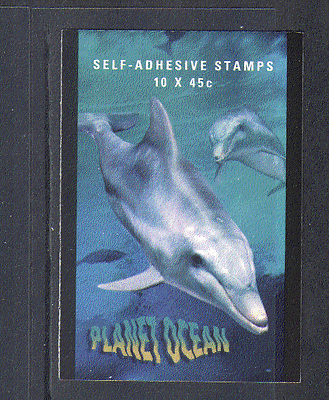 SELF-ADHESIVE STAMPS
10 X 45c
PLANET OCEAN